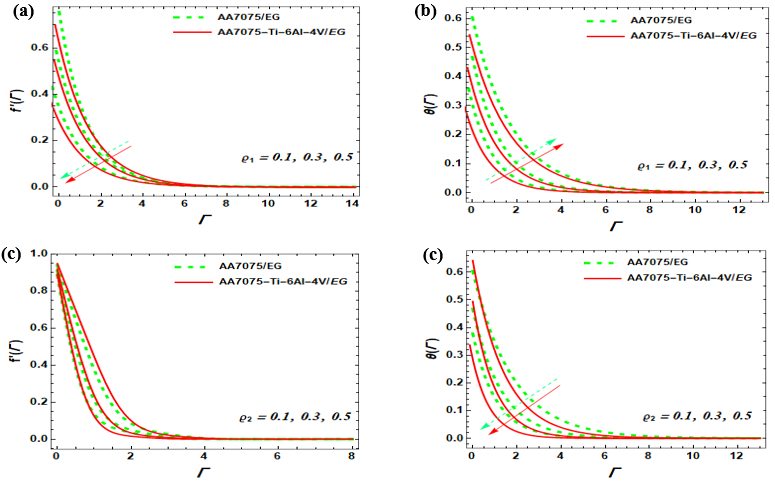 (a)
AA7075/EG
AA7075-Ti-6Al-4V/EG
f'(Γ)
0.6
0.4
0.2
0.0
ϱ₁ = 0.1, 0.3, 0.5
0 2 4 6 8 10 12 14
Γ
(b)
AA7075/EG
AA7075-Ti-6Al-4V/EG
θ(Γ)
0.6
0.5
0.4
0.3
0.2
0.1
0.0
ϱ₁ = 0.1, 0.3, 0.5
0 2 4 6 8 10 12
Γ
(c)
AA7075/EG
AA7075-Ti-6Al-4V/EG
f'(Γ)
1.0
0.8
0.6
0.4
0.2
0.0
ϱ₂ = 0.1, 0.3, 0.5
0 2 4 6 8
Γ
(c)
AA7075/EG
AA7075-Ti-6Al-4V/EG
θ(Γ)
0.6
0.5
0.4
0.3
0.2
0.1
0.0
ϱ₂ = 0.1, 0.3, 0.5
0 2 4 6 8 10 12
Γ